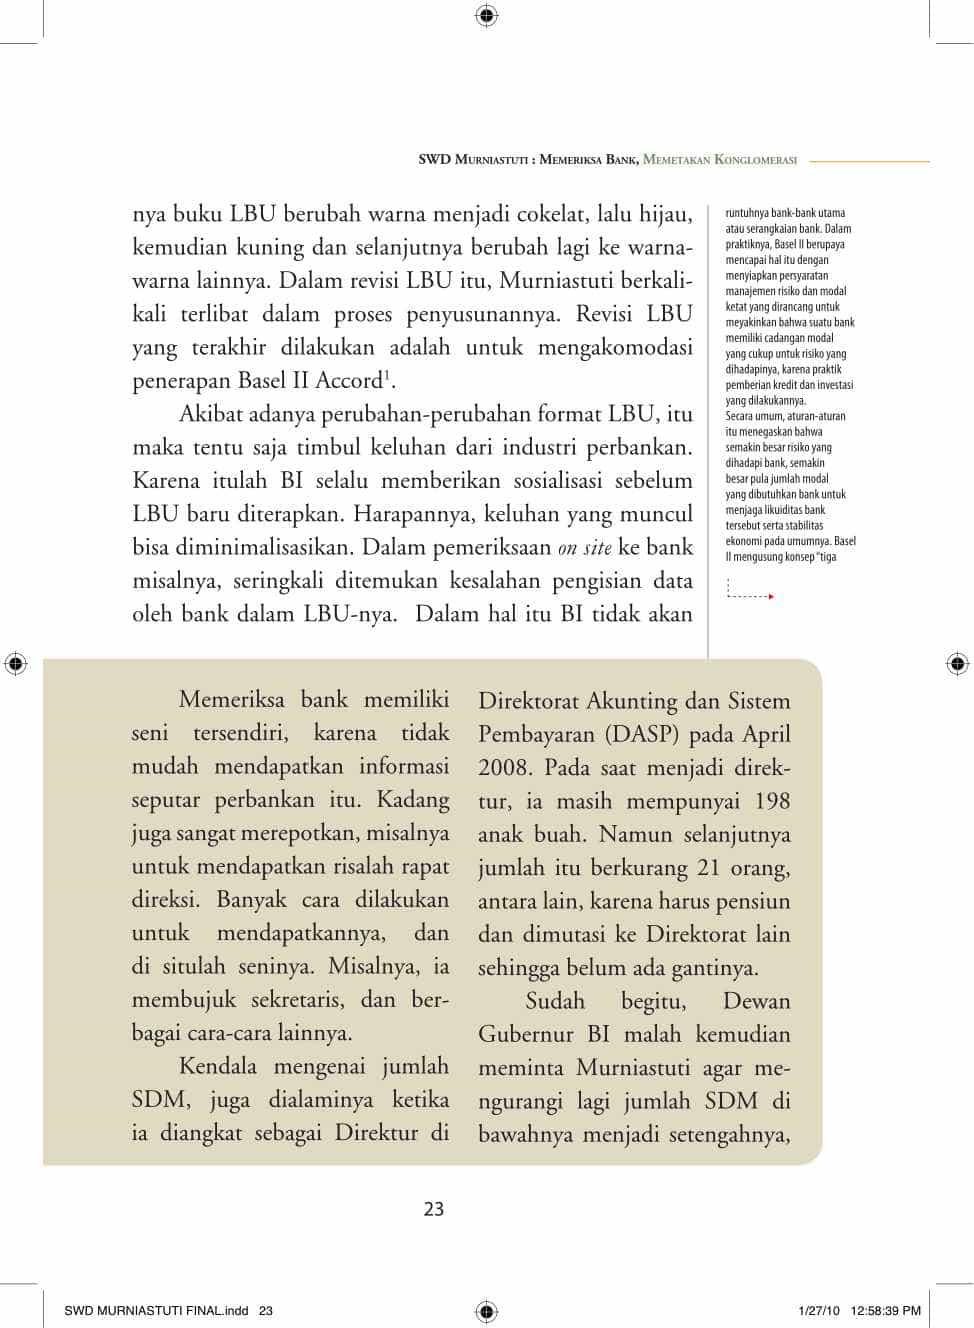 SWD Murniastuti : Memeriksa Bank, Memetakan Konglomerasi
nya buku LBU berubah warna menjadi cokelat, lalu hijau,
kemudian kuning dan selanjutnya berubah lagi ke warna-
warna lainnya. Dalam revisi LBU itu, Murniastuti berkali-
kali terlibat dalam proses penyusunannya. Revisi LBU
yang terakhir dilakukan adalah untuk mengakomodasi
penerapan Basel II Accord¹.
Akibat adanya perubahan-perubahan format LBU, itu
maka tentu saja timbul keluhan dari industri perbankan.
Karena itulah BI selalu memberikan sosialisasi sebelum
LBU baru diterapkan. Harapannya, keluhan yang muncul
bisa diminimalisasikan. Dalam pemeriksaan on site ke bank
misalnya, seringkali ditemukan kesalahan pengisian data
oleh bank dalam LBU-nya.  Dalam hal itu BI tidak akan
runtuhnya bank-bank utama
atau serangkaian bank. Dalam
praktiknya, Basel II berupaya
mencapai hal itu dengan
menyiapkan persyaratan
manajemen risiko dan modal
ketat yang dirancang untuk
meyakinkan bahwa suatu bank
memiliki cadangan modal
yang cukup untuk risiko yang
dihadapinya, karena praktik
pemberian kredit dan investasi
yang dilakukannya.
Secara umum, aturan-aturan
itu menegaskan bahwa
semakin besar risiko yang
dihadapi bank, semakin
besar pula jumlah modal
yang dibutuhkan bank untuk
menjaga likuiditas bank
tersebut serta stabilitas
ekonomi pada umumnya. Basel
II mengusung konsep "tiga
Memeriksa bank memiliki
seni tersendiri, karena tidak
mudah mendapatkan informasi
seputar perbankan itu. Kadang
juga sangat merepotkan, misalnya
untuk mendapatkan risalah rapat
direksi. Banyak cara dilakukan
untuk mendapatkannya, dan
di situlah seninya. Misalnya, ia
membujuk sekretaris, dan ber-
bagai cara-cara lainnya.
Kendala mengenai jumlah
SDM, juga dialaminya ketika
ia diangkat sebagai Direktur di
Direktorat Akunting dan Sistem
Pembayaran (DASP) pada April
2008. Pada saat menjadi direk-
tur, ia masih mempunyai 198
anak buah. Namun selanjutnya
jumlah itu berkurang 21 orang,
antara lain, karena harus pensiun
dan dimutasi ke Direktorat lain
sehingga belum ada gantinya.
Sudah begitu, Dewan
Gubernur BI malah kemudian
meminta Murniastuti agar me-
ngurangi lagi jumlah SDM di
bawahnya menjadi setengahnya,
23
SWD MURNIASTUTI FINAL.indd   23
1/27/10   12:58:39 PM